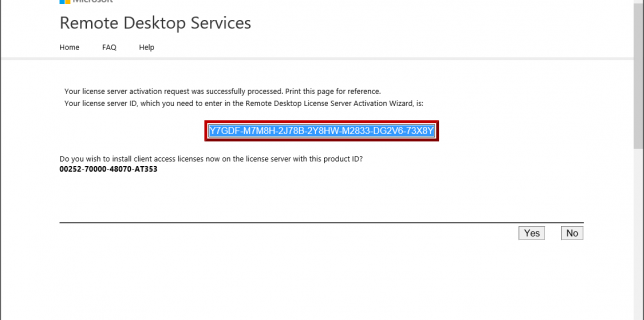 Microsoft
Remote Desktop Services
Home FAQ Help
Your license server activation request was successfully processed. Print this page for reference.
Your license server ID, which you need to enter in the Remote Desktop License Server Activation Wizard, is:
Y7GDF-M7M8H-2J78B-2Y8HW-M2833-DG2V6-73X8Y
Do you wish to install client access licenses now on the license server with this product ID?
00252-70000-48070-AT353
Yes No